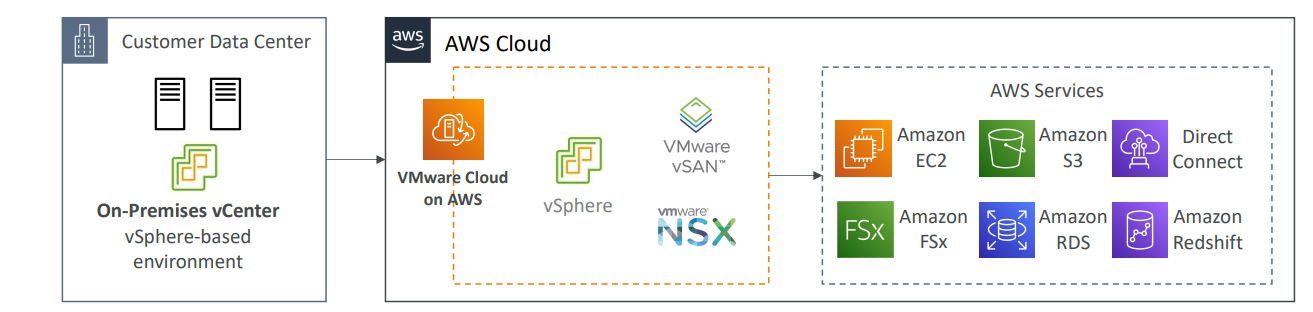 Customer Data Center
On-Premises vCenter
vSphere-based
environment
aws
AWS Cloud
VMware Cloud
on AWS
vSphere
VMware
vSAN™
vmware®
NSX
AWS Services
Amazon
EC2
Amazon
S3
Direct
Connect
FSx
Amazon
FSx
Amazon
RDS
Amazon
Redshift